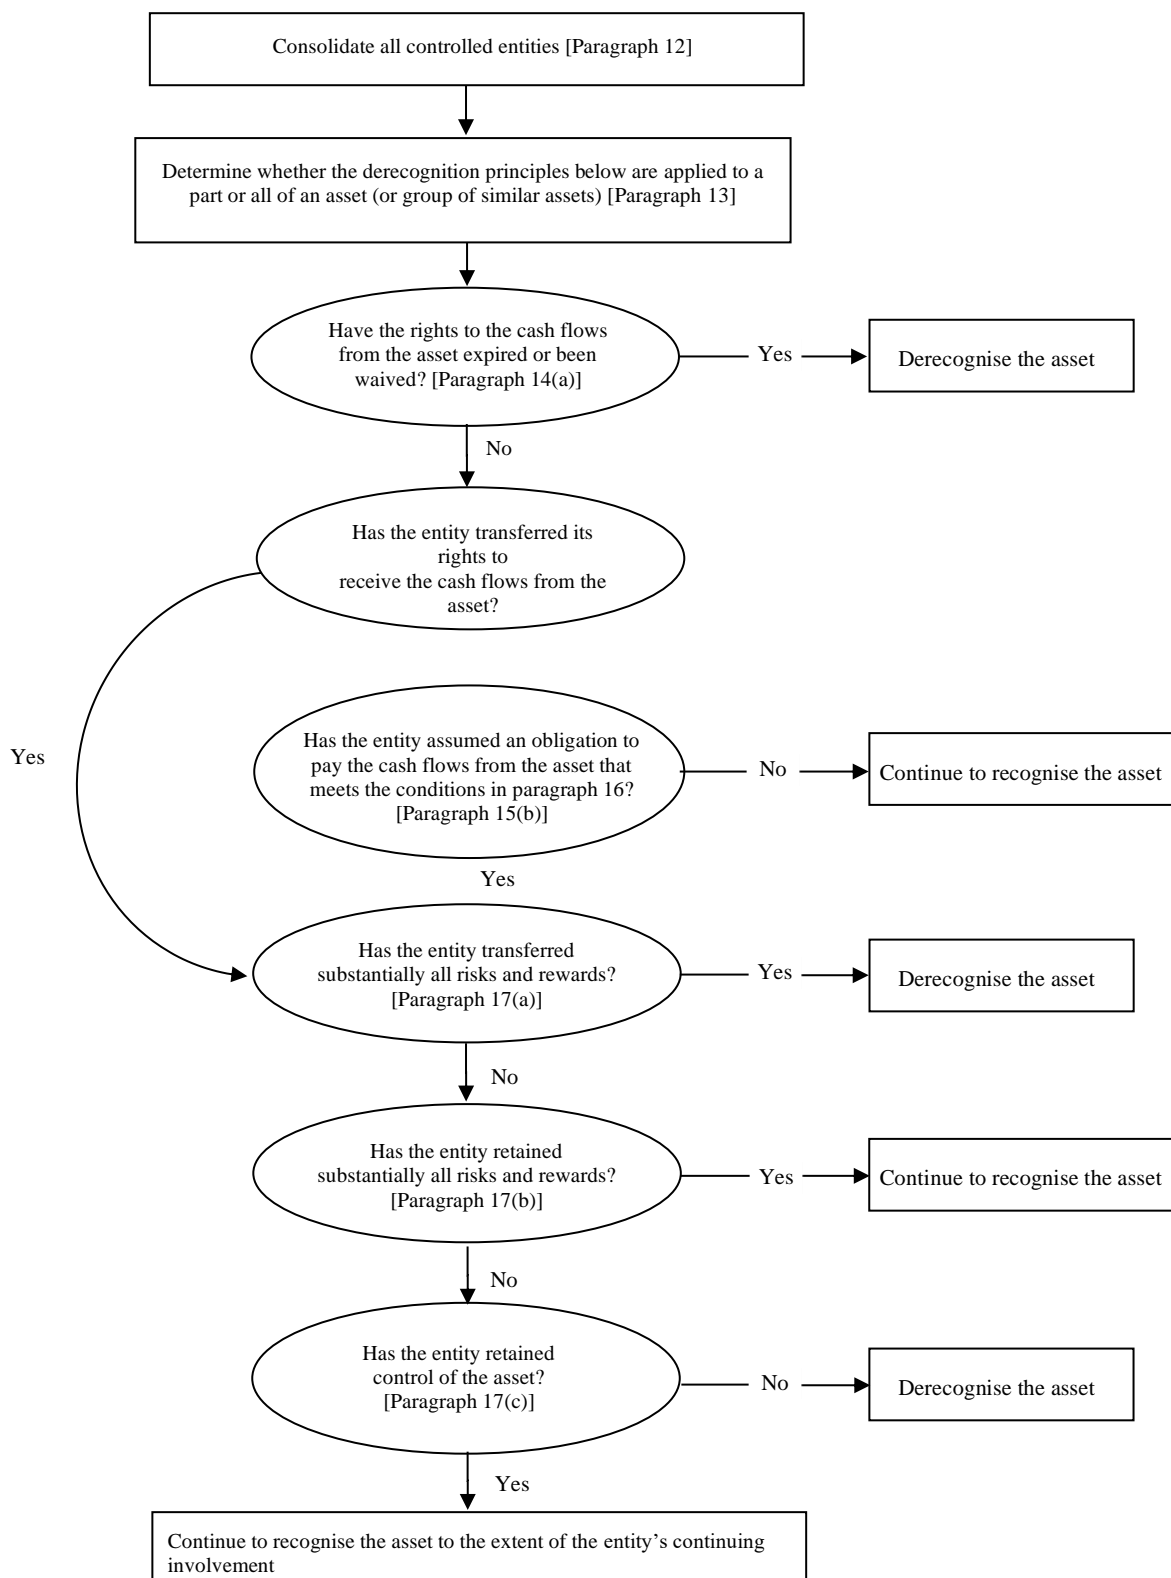 Consolidate all controlled entities [Paragraph 12]
Determine whether the derecognition principles below are applied to a
part or all of an asset (or group of similar assets) [Paragraph 13]
Have the rights to the cash flows
from the asset expired or been
waived? [Paragraph 14(a)]
Yes
Derecognise the asset
No
Has the entity transferred its
rights to
receive the cash flows from the
asset?
Yes
Has the entity assumed an obligation to
pay the cash flows from the asset that
meets the conditions in paragraph 16?
[Paragraph 15(b)]
No
Continue to recognise the asset
Yes
Has the entity transferred
substantially all risks and rewards?
[Paragraph 17(a)]
Yes
Derecognise the asset
No
Has the entity retained
substantially all risks and rewards?
[Paragraph 17(b)]
Yes
Continue to recognise the asset
No
Has the entity retained
control of the asset?
[Paragraph 17(c)]
No
Derecognise the asset
Yes
Continue to recognise the asset to the extent of the entity’s continuing
involvement